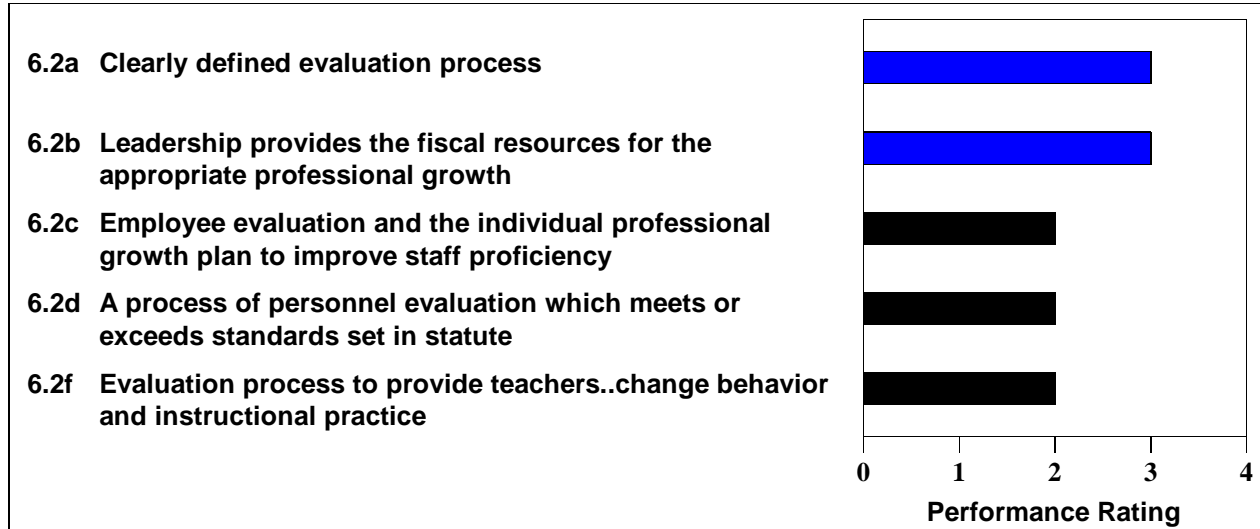 6.2a Clearly defined evaluation process
6.2b Leadership provides the fiscal resources for the
appropriate professional growth
6.2c Employee evaluation and the individual professional
growth plan to improve staff proficiency
6.2d A process of personnel evaluation which meets or
exceeds standards set in statute
6.2f Evaluation process to provide teachers..change behavior
and instructional practice
0 1 2 3 4
Performance Rating